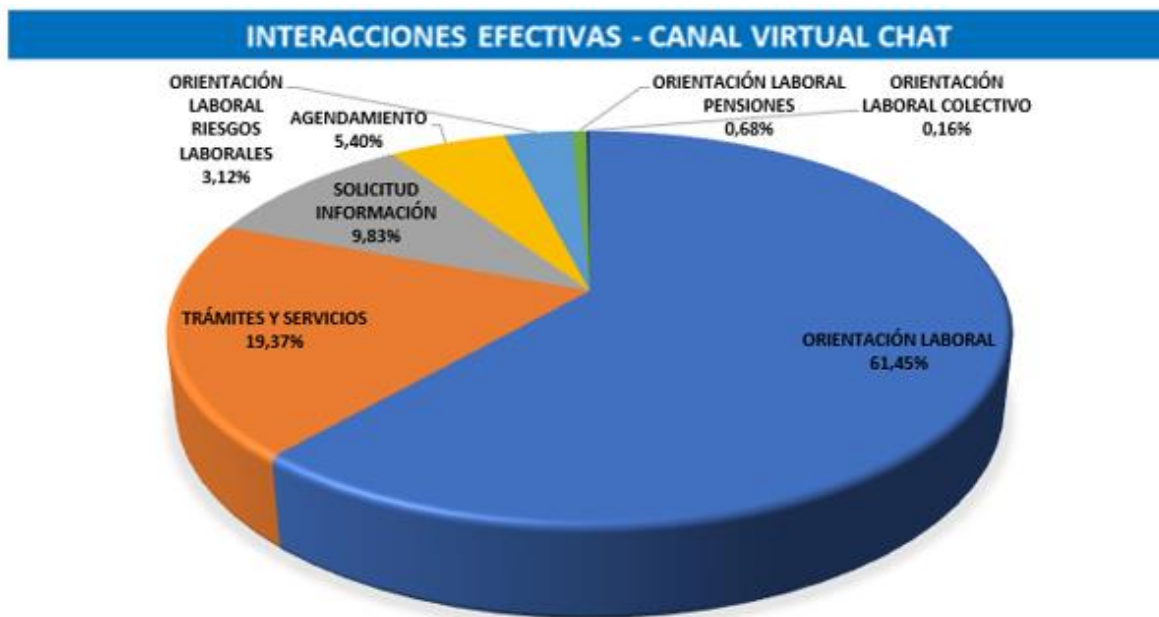 INTERACCIONES EFECTIVAS - CANAL VIRTUAL CHAT
ORIENTACIÓN
LABORAL
RIESGOS
LABORALES
3,12%
AGENDAMIENTO
5,40%
ORIENTACIÓN LABORAL
PENSIONES
0,68%
ORIENTACIÓN
LABORAL COLECTIVO
0,16%
SOLICITUD
INFORMACIÓN
9,83%
TRÁMITES Y SERVICIOS
19,37%
ORIENTACIÓN LABORAL
61,45%